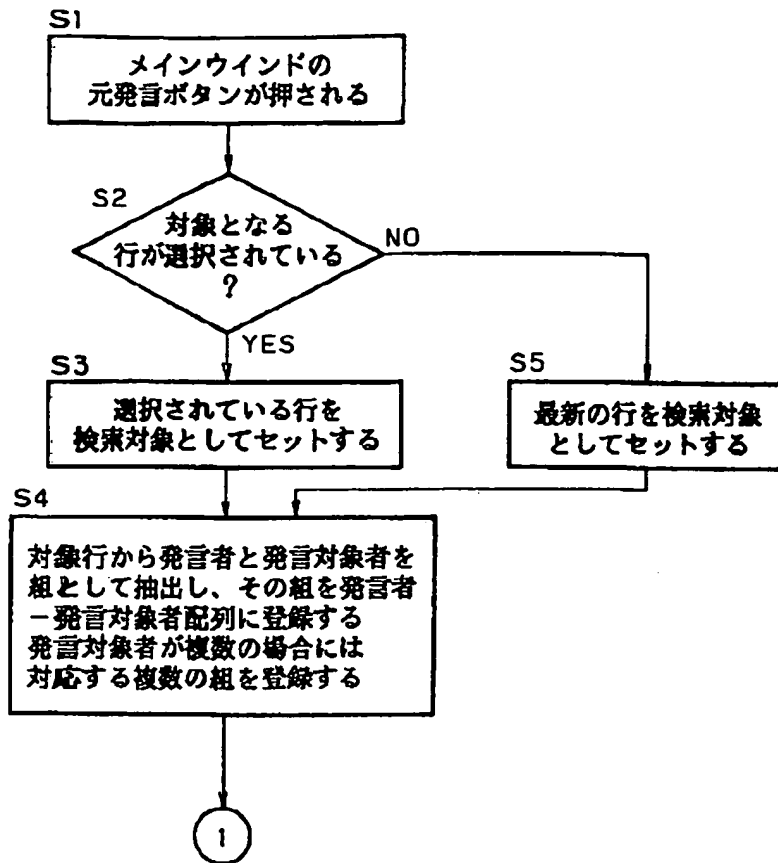 S1
メインウインドの
元発言ボタンが押される
S2
対象となる
行が選択されている
?
NO
YES
S3
選択されている行を
検索対象としてセットする
S5
最新の行を検索対象
としてセットする
S4
対象行から発言者と発言対象者を
組として抽出し、その組を発言者
－発言対象者配列に登録する
発言対象者が複数の場合には
対応する複数の組を登録する
1